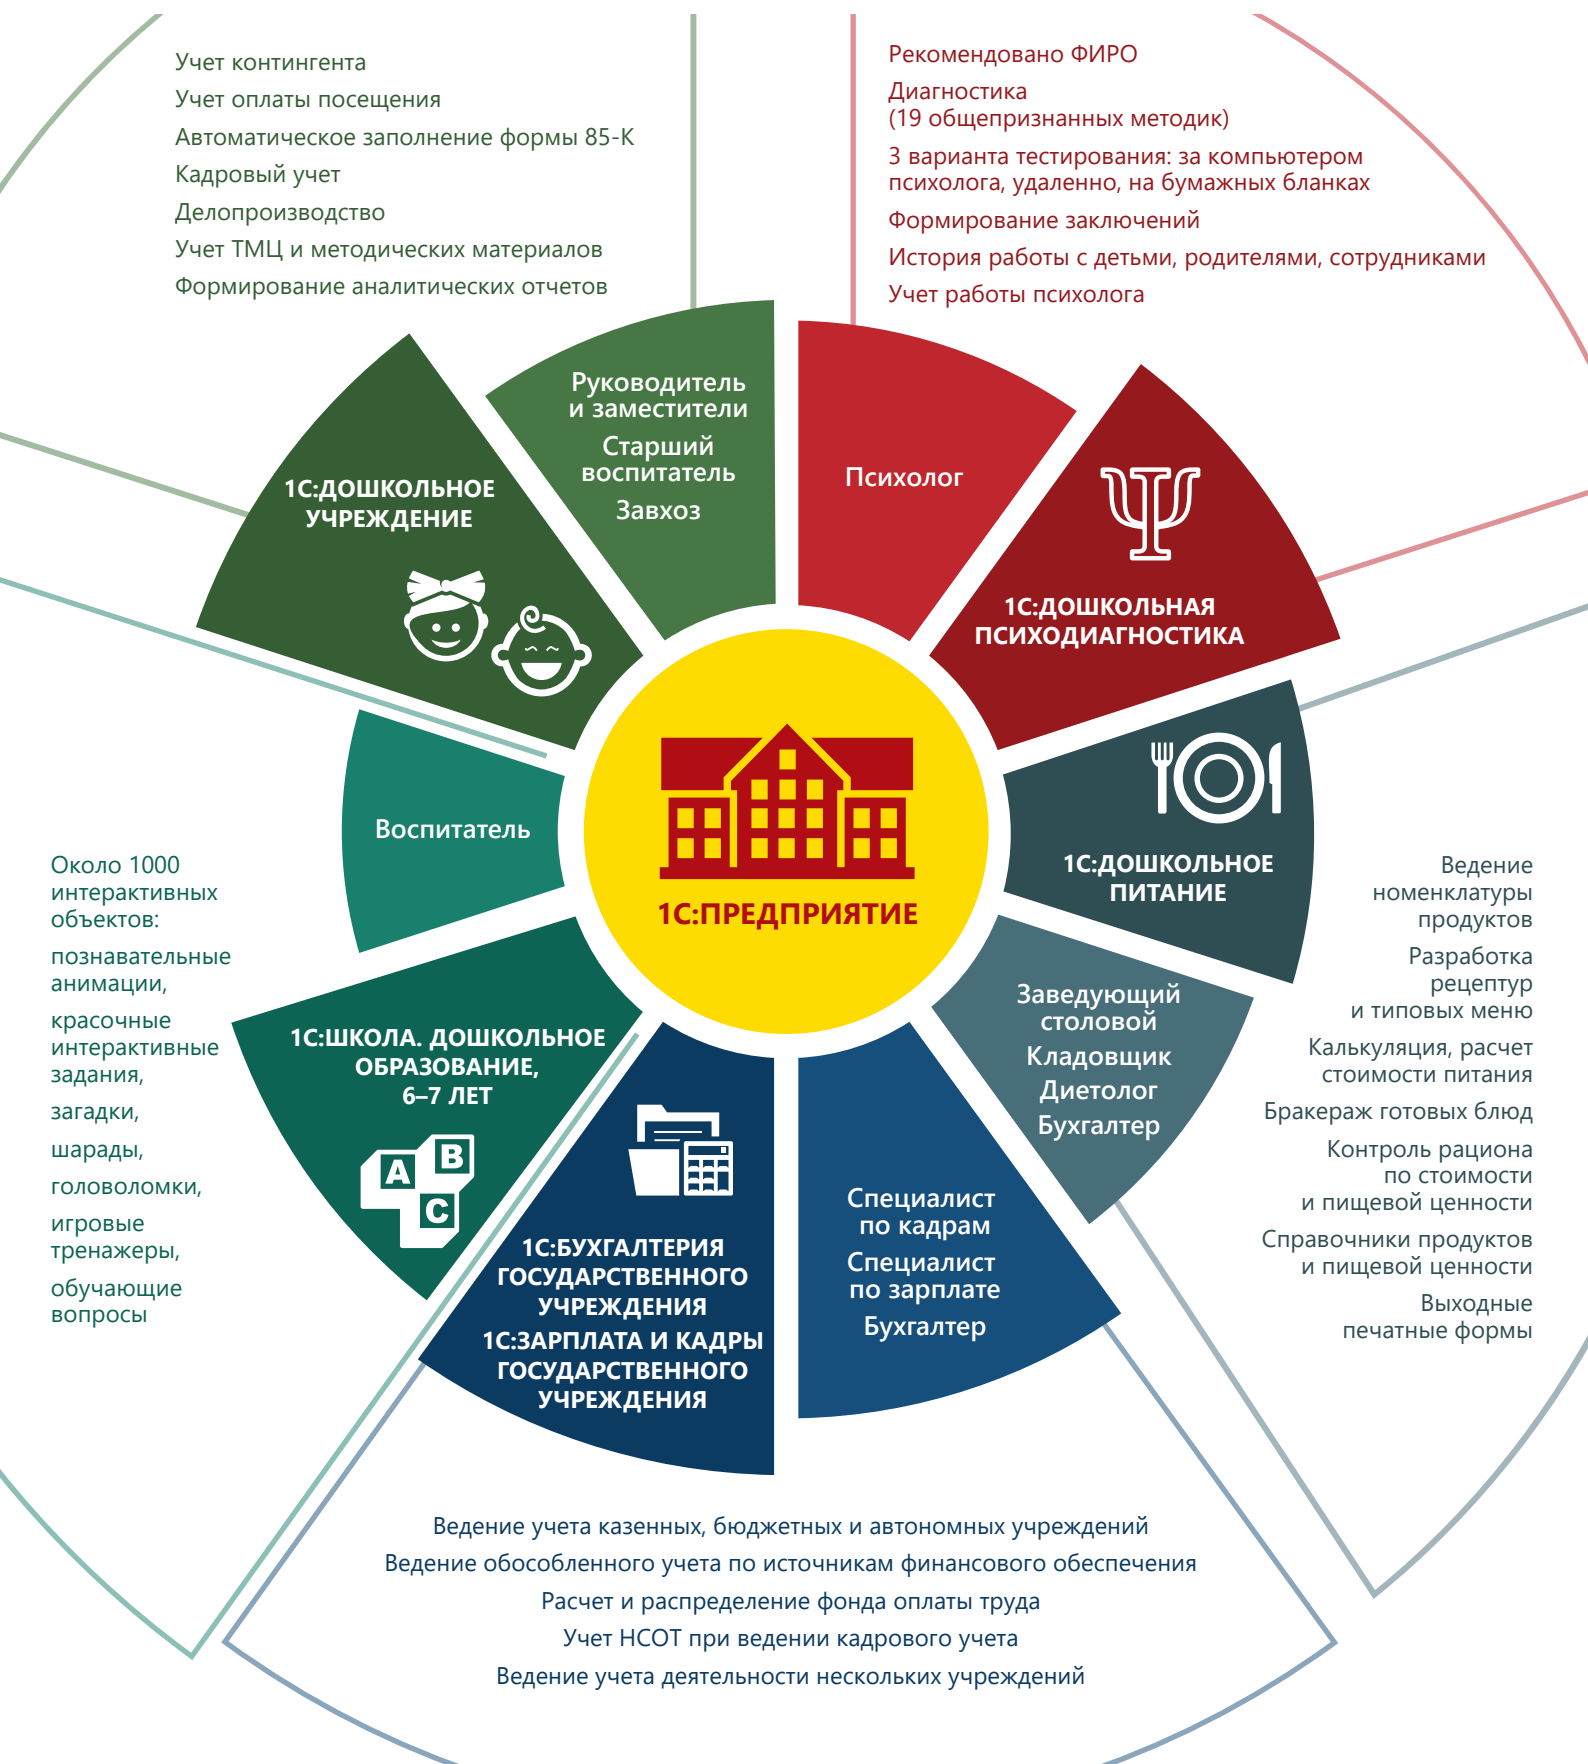 Учет контингента
Учет оплаты посещения
Автоматическое заполнение формы 85-К
Кадровый учет
Делопроизводство
Учет ТМЦ и методических материалов
Формирование аналитических отчетов
Рекомендовано ФИРО
Диагностика
(19 общепризнанных методик)
3 варианта тестирования: за компьютером
психолога, удаленно, на бумажных бланках
Формирование заключений
История работы с детьми, родителями, сотрудниками
Учет работы психолога
1С:ДОШКОЛЬНОЕ
УЧРЕЖДЕНИЕ
Руководитель
и заместители
Старший
воспитатель
Завхоз
Психолог
Ψ
1С:ДОШКОЛЬНАЯ
ПСИХОДИАГНОСТИКА
Воспитатель
1С:ПРЕДПРИЯТИЕ
1С:ДОШКОЛЬНОЕ
ПИТАНИЕ
Около 1000
интерактивных
объектов:
познавательные
анимации,
красочные
интерактивные
задания,
загадки,
шарады,
головоломки,
игровые
тренажеры,
обучающие
вопросы
1С:ШКОЛА. ДОШКОЛЬНОЕ
ОБРАЗОВАНИЕ,
6–7 ЛЕТ
A
B
C
1С:БУХГАЛТЕРИЯ
ГОСУДАРСТВЕННОГО
УЧРЕЖДЕНИЯ
1С:ЗАРПЛАТА И КАДРЫ
ГОСУДАРСТВЕННОГО
УЧРЕЖДЕНИЯ
Специалист
по кадрам
Специалист
по зарплате
Бухгалтер
Заведующий
столовой
Кладовщик
Диетолог
Бухгалтер
Ведение
номенклатуры
продуктов
Разработка
рецептур
и типовых меню
Калькуляция, расчет
стоимости питания
Бракераж готовых блюд
Контроль рациона
по стоимости
и пищевой ценности
Справочники продуктов
и пищевой ценности
Выходные
печатные формы
Ведение учета казенных, бюджетных и автономных учреждений
Ведение обособленного учета по источникам финансового обеспечения
Расчет и распределение фонда оплаты труда
Учет НСОТ при ведении кадрового учета
Ведение учета деятельности нескольких учреждений